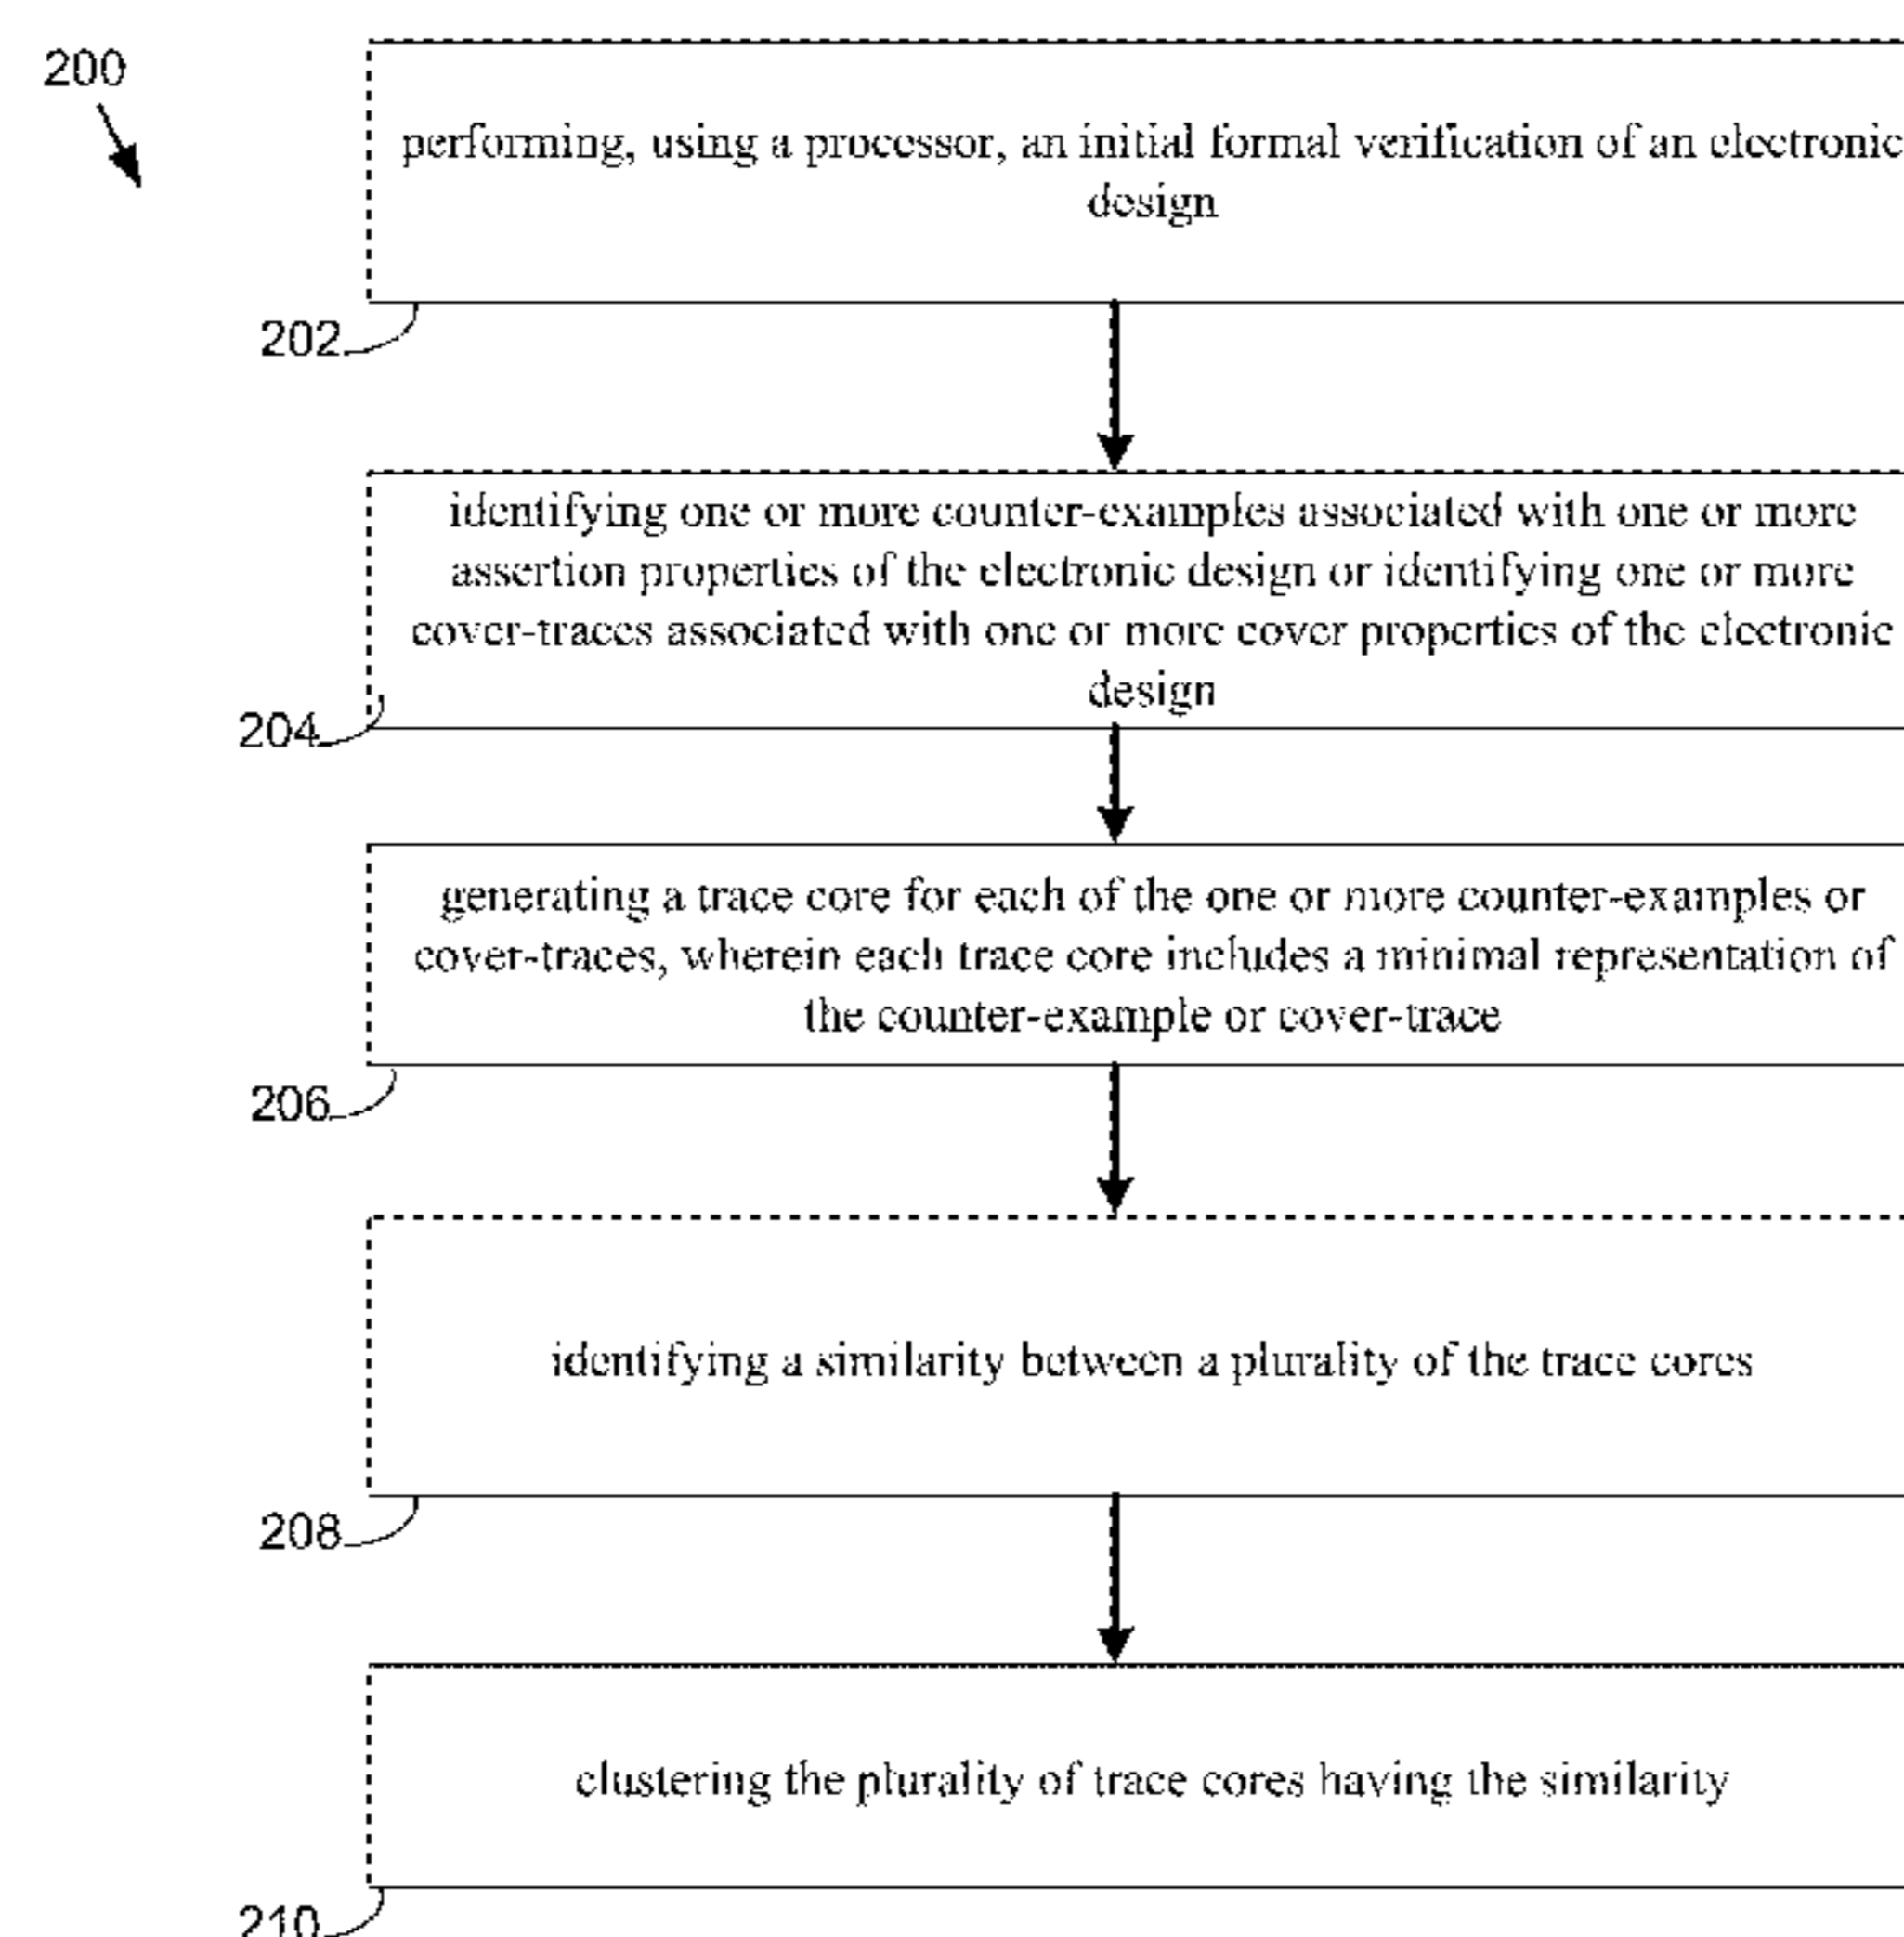 200
performing, using a processor, an initial formal verification of an electronic
design
202
identifying one or more counter-examples associated with one or more
assertion properties of the electronic design or identifying one or more
cover-traces associated with one or more cover properties of the electronic
design
204
generating a trace core for each of the one or more counter-examples or
cover-traces, wherein each trace core includes a minimal representation of
the counter-example or cover-trace
206
identifying a similarity between a plurality of the trace cores
208
clustering the plurality of trace cores having the similarity
210